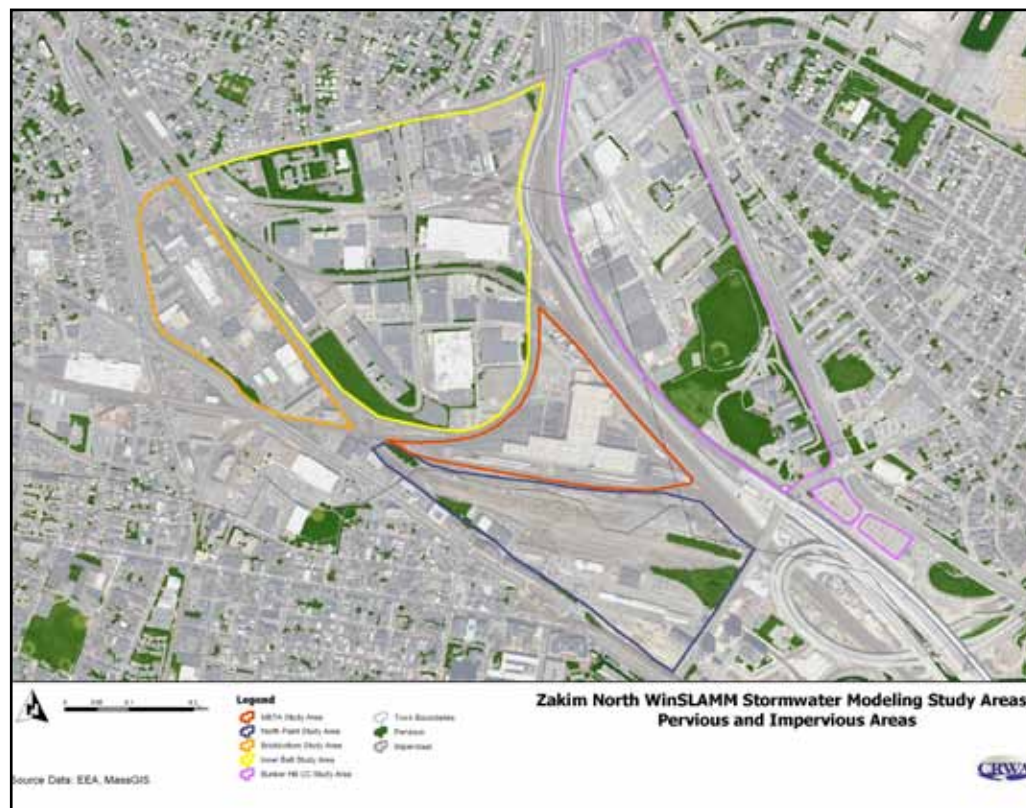 Legend
MBTA Study Area
North Point Study Area
Brickbottom Study Area
Inner Belt Study Area
Bunker Hill CC Study Area
Town Boundaries
Pervious
Impervious
Zakim North WinSLAMM Stormwater Modeling Study Areas
Pervious and Impervious Areas
Source Data: EEA, MassGIS
CRWA